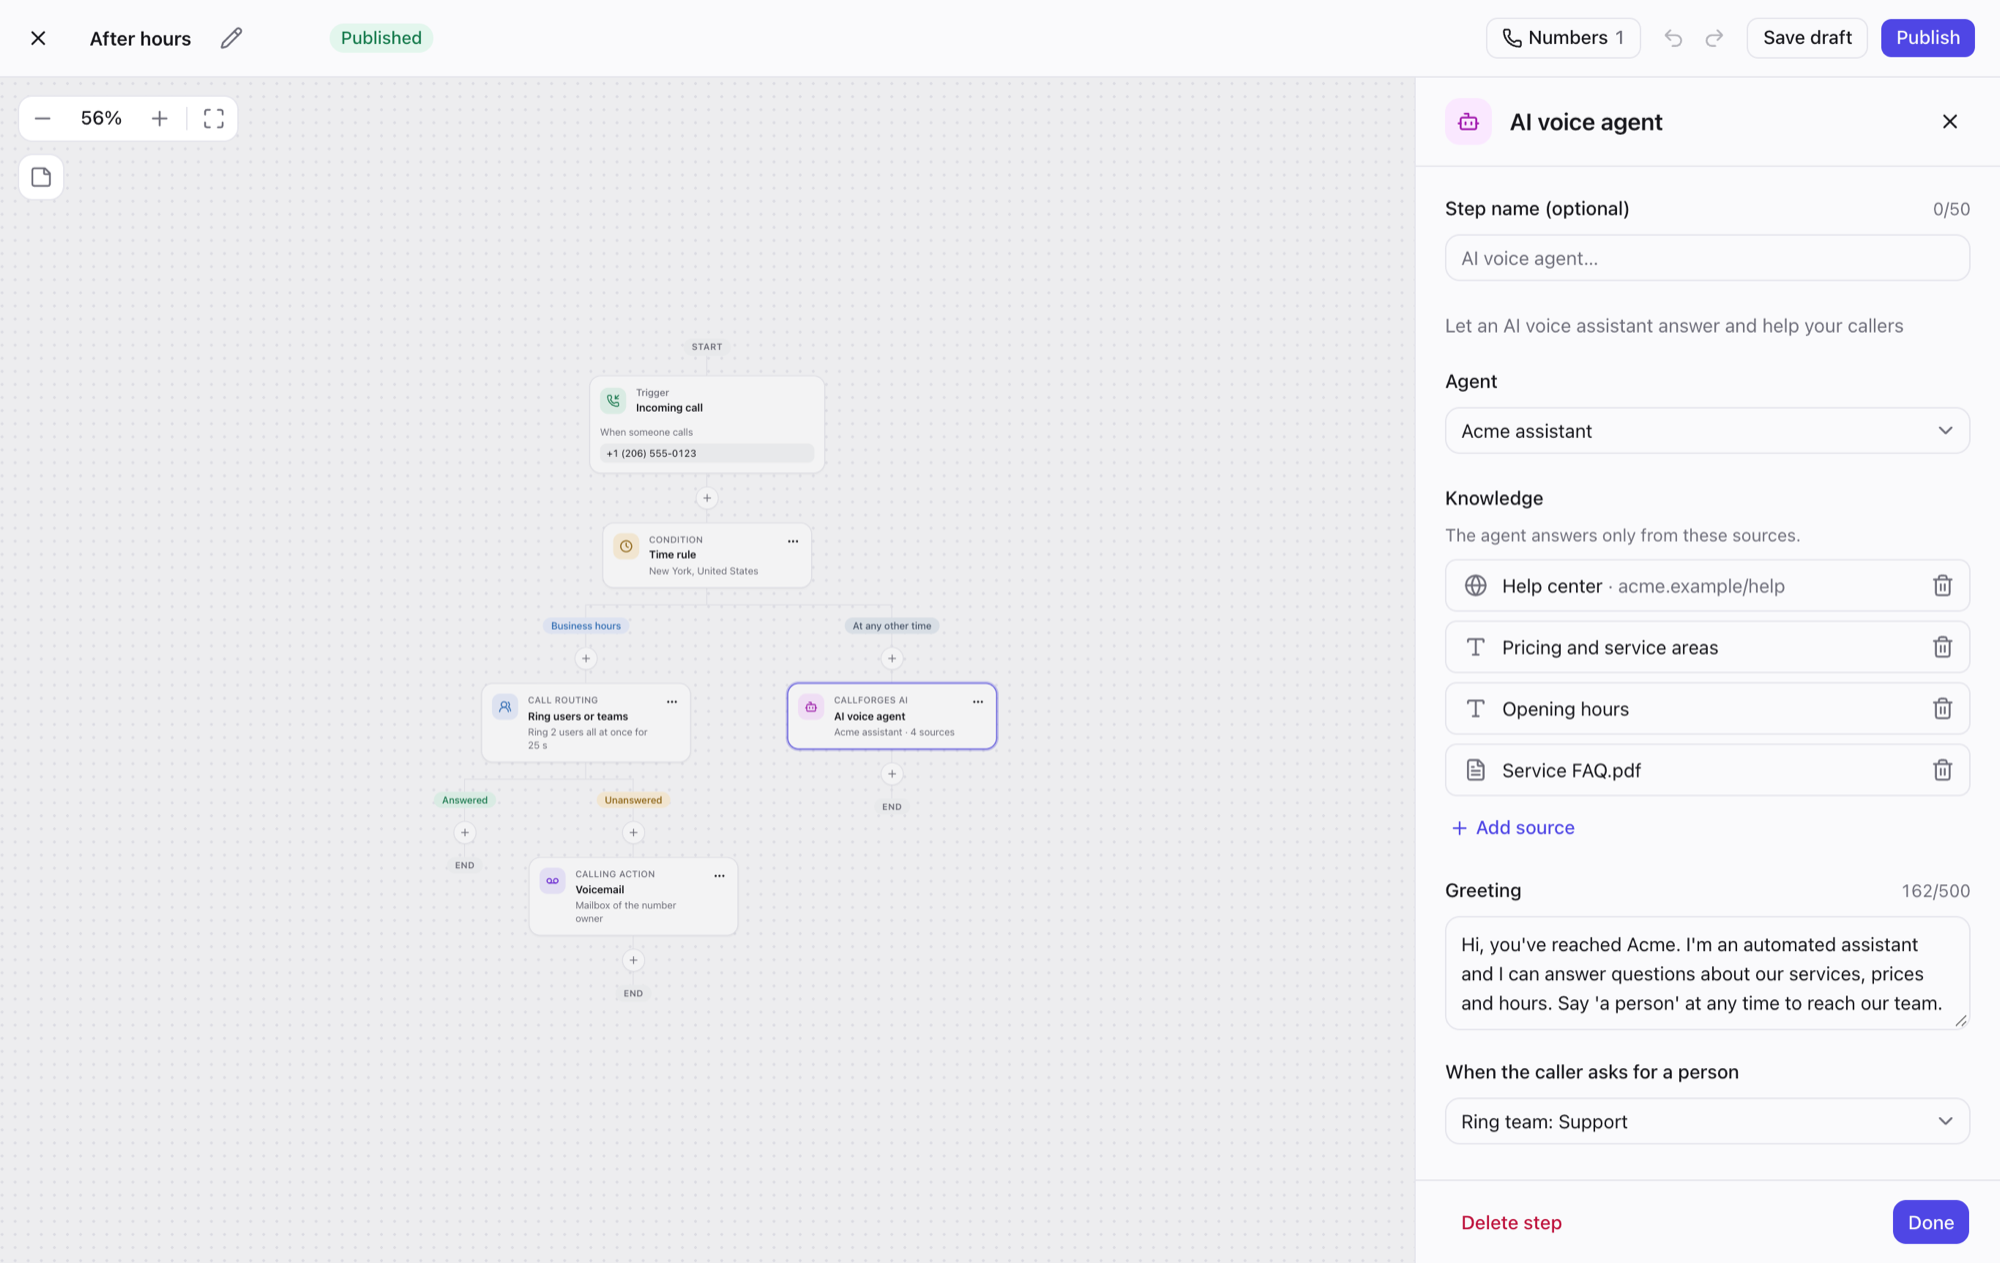 After hours
Published
Numbers 1
Save draft
Publish
56%
START
Trigger
Incoming call
When someone calls
+1 (206) 555-0123
CONDITION
Time rule
New York, United States
Business hours
At any other time
CALL ROUTING
Ring users or teams
Ring 2 users all at once for
25 s
CALLFORGES AI
AI voice agent
Acme assistant · 4 sources
Answered
Unanswered
END
END
CALLING ACTION
Voicemail
Mailbox of the number
owner
END
AI voice agent
Step name (optional)
0/50
AI voice agent...
Let an AI voice assistant answer and help your callers
Agent
Acme assistant
Knowledge
The agent answers only from these sources.
Help center · acme.example/help
Pricing and service areas
Opening hours
Service FAQ.pdf
Add source
Greeting
162/500
Hi, you've reached Acme. I'm an automated assistant
and I can answer questions about our services, prices
and hours. Say 'a person' at any time to reach our team.
When the caller asks for a person
Ring team: Support
Delete step
Done